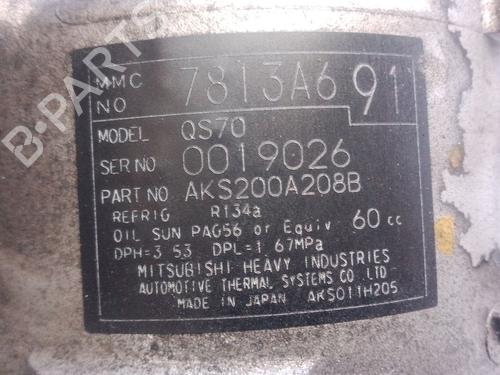 B-PARTS
MMC NO 7813A691
MODEL QS70
SER NO 0019026
PART NO AKS200A208B
REFRIG R134a
OIL SUN PAG56 or Equiv 60 cc
DPH=3 53 DPL=1 67MPa
MITSUBISHI HEAVY INDUSTRIES
AUTOMOTIVE THERMAL SYSTEMS CO LTD
MADE IN JAPAN AKS011H205